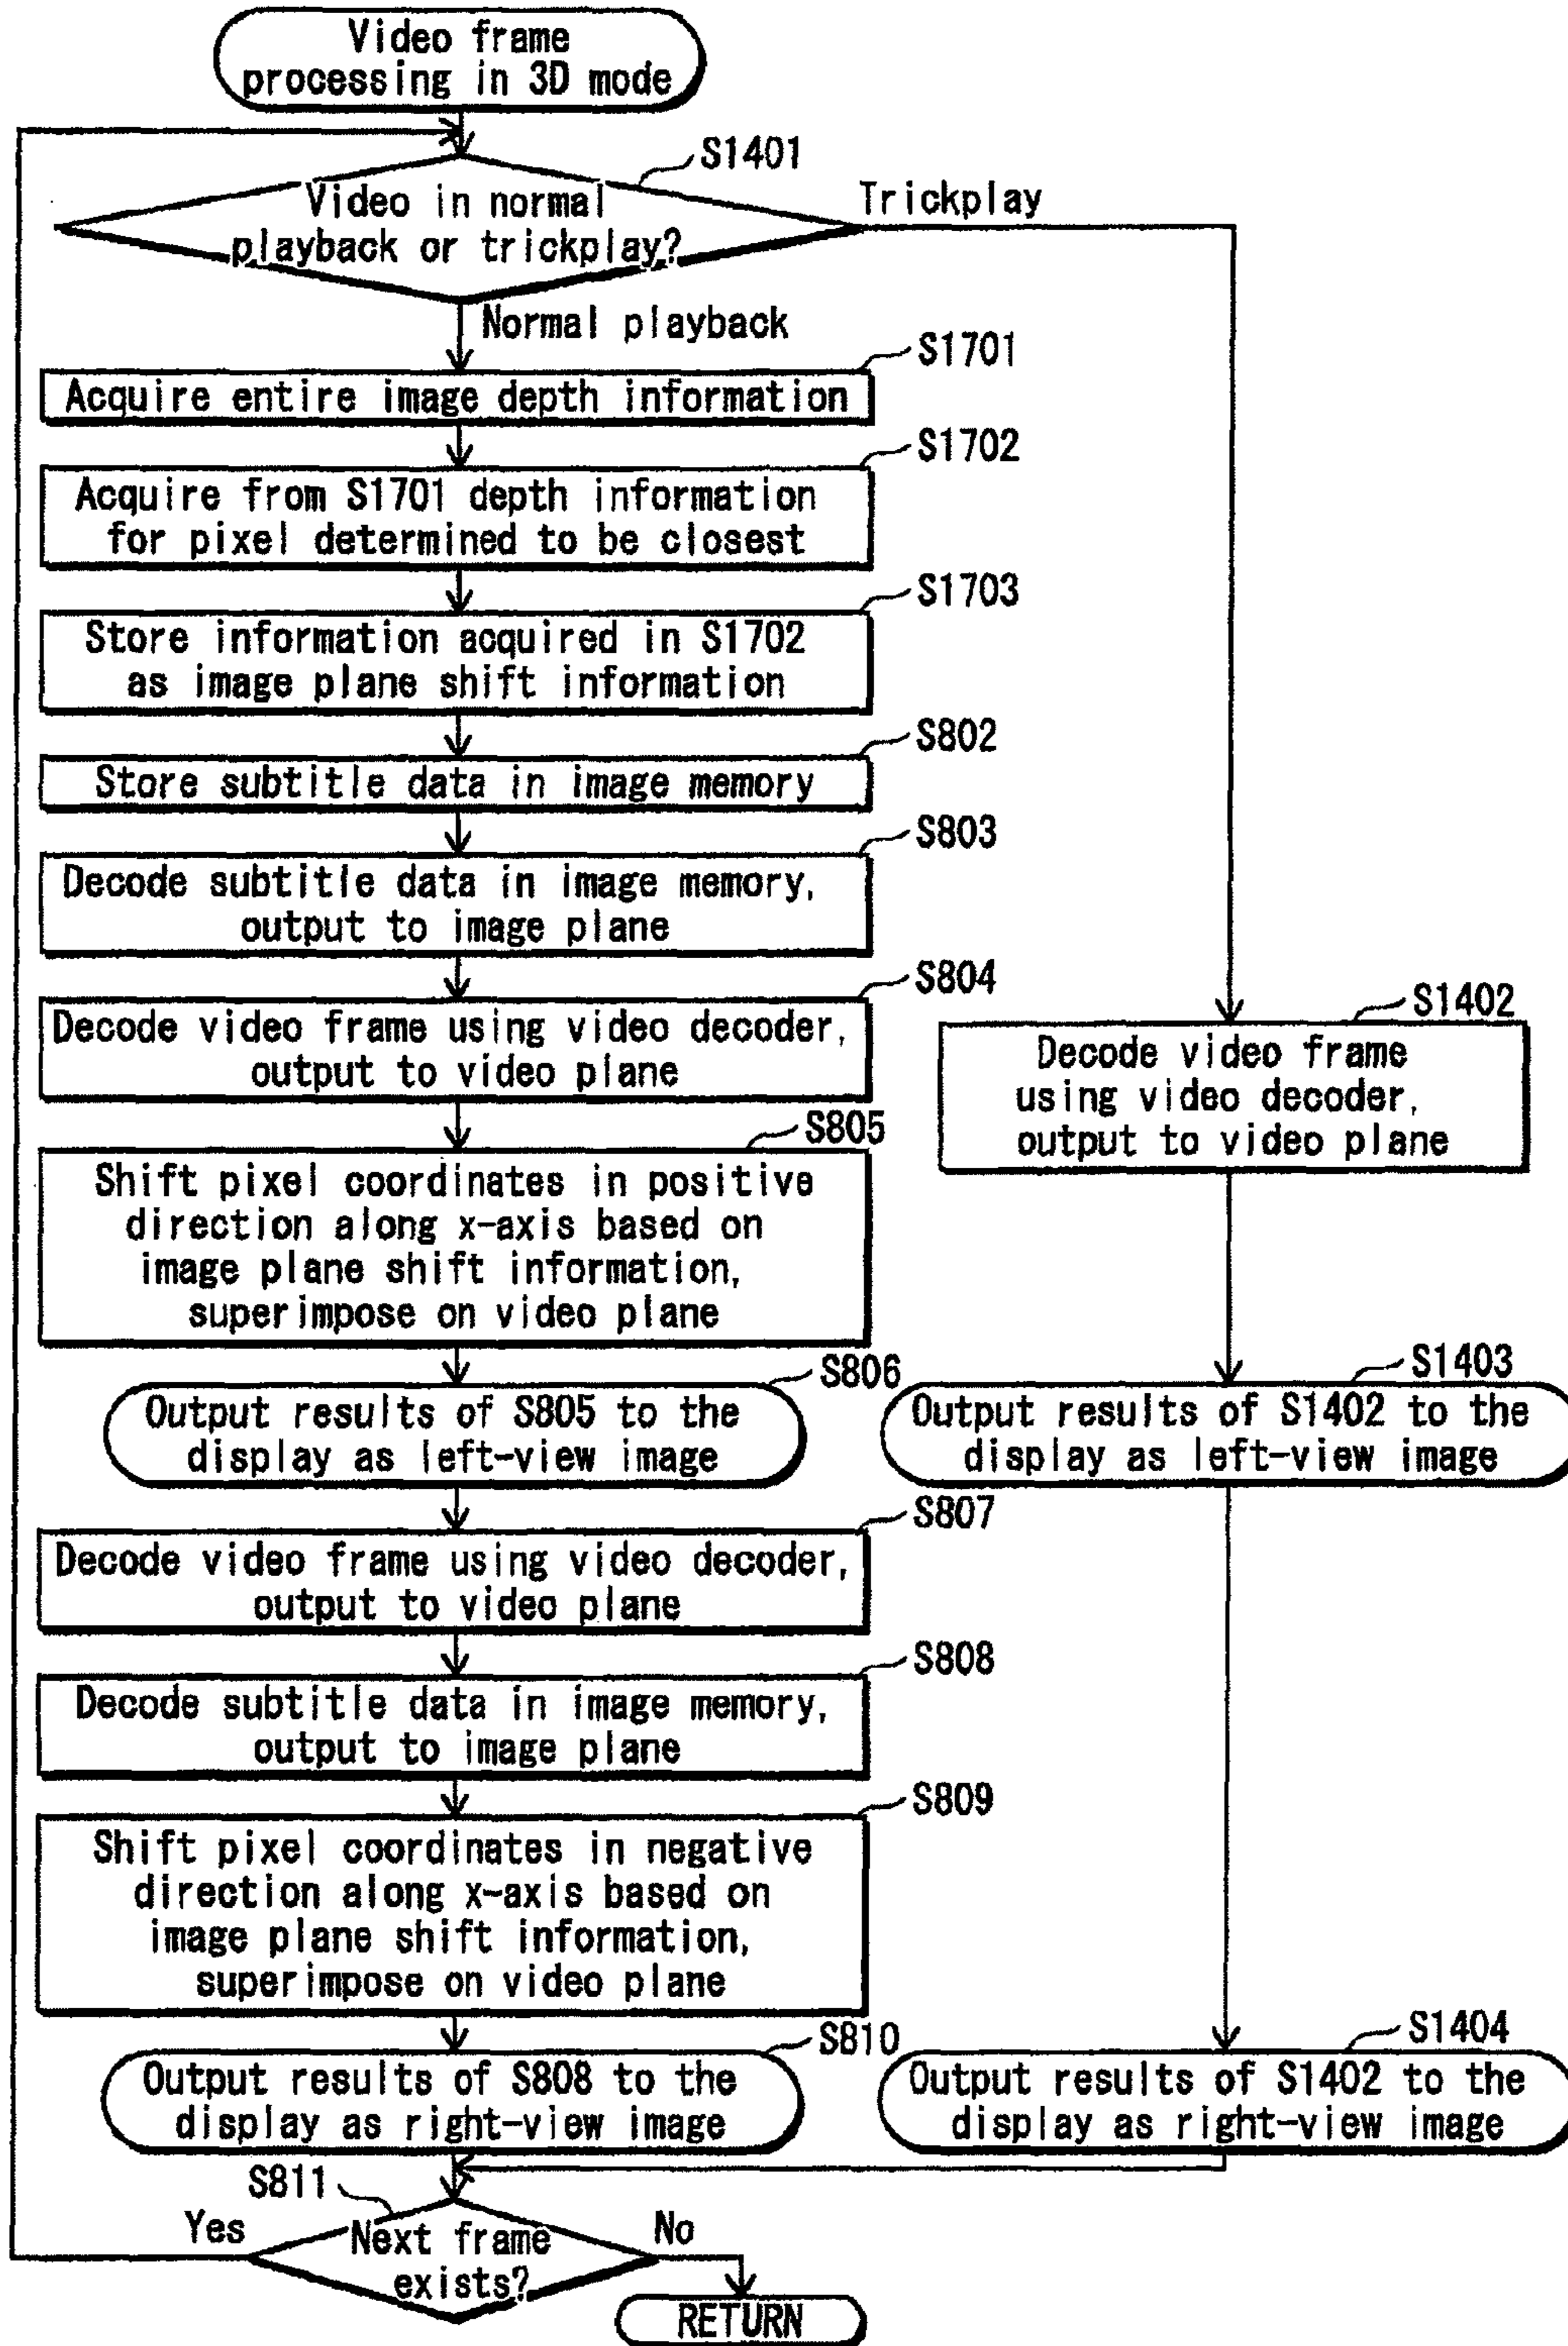 Video frame
processing in 3D mode
S1401
Video in normal
playback or trickplay?
Trickplay
Normal playback
S1701
Acquire entire image depth information
S1702
Acquire from S1701 depth information
for pixel determined to be closest
S1703
Store information acquired in S1702
as image plane shift information
S802
Store subtitle data in image memory
S803
Decode subtitle data in image memory,
output to image plane
S804
Decode video frame using video decoder,
output to video plane
S805
Shift pixel coordinates in positive
direction along x-axis based on
image plane shift information,
superimpose on video plane
S806
Output results of S805 to the
display as left-view image
S807
Decode video frame using video decoder,
output to video plane
S808
Decode subtitle data in image memory,
output to image plane
S809
Shift pixel coordinates in negative
direction along x-axis based on
image plane shift information,
superimpose on video plane
S810
Output results of S808 to the
display as right-view image
S1402
Decode video frame
using video decoder,
output to video plane
S1403
Output results of S1402 to the
display as left-view image
S1404
Output results of S1402 to the
display as right-view image
S811
Yes
Next frame
exists?
No
RETURN